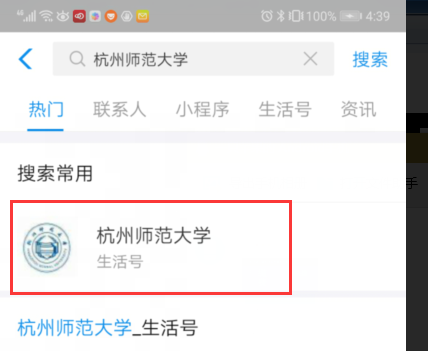 46 100% 4:39
杭州师范大学 搜索
热门 联系人 小程序 生活号 资讯
搜索常用
杭州师范大学
生活号
手
杭州师范大学_生活号